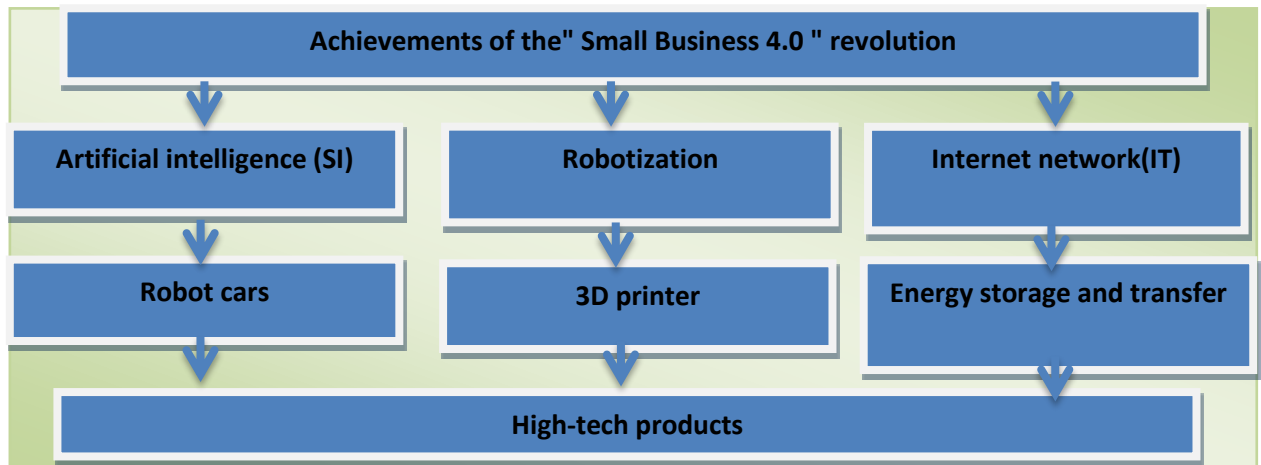 Achievements of the" Small Business 4.0 " revolution
Artificial intelligence (SI)
Robotization
Internet network(IT)
Robot cars
3D printer
Energy storage and transfer
High-tech products